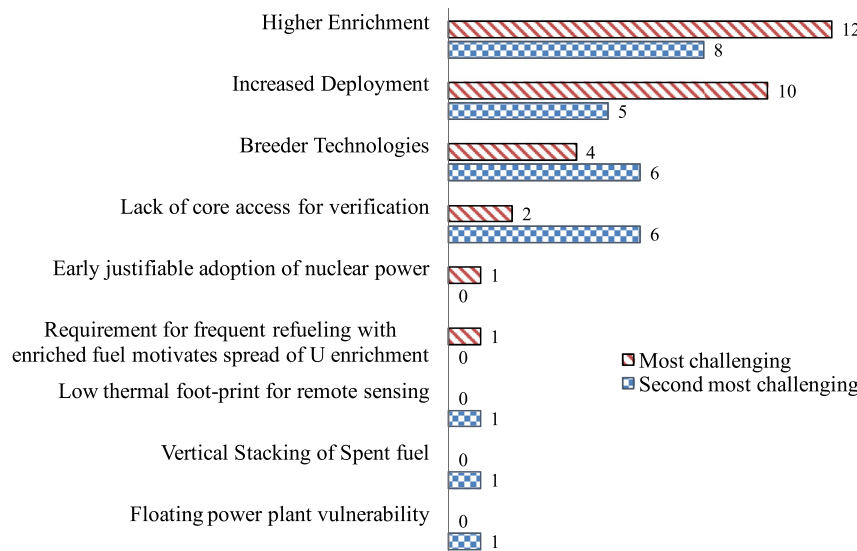 Higher Enrichment
12
8
Increased Deployment
10
5
Breeder Technologies
4
6
Lack of core access for verification
2
6
Early justifiable adoption of nuclear power
1
0
Requirement for frequent refueling with
enriched fuel motivates spread of U enrichment
1
0
Most challenging
Second most challenging
Low thermal foot-print for remote sensing
0
1
Vertical Stacking of Spent fuel
0
1
Floating power plant vulnerability
0
1